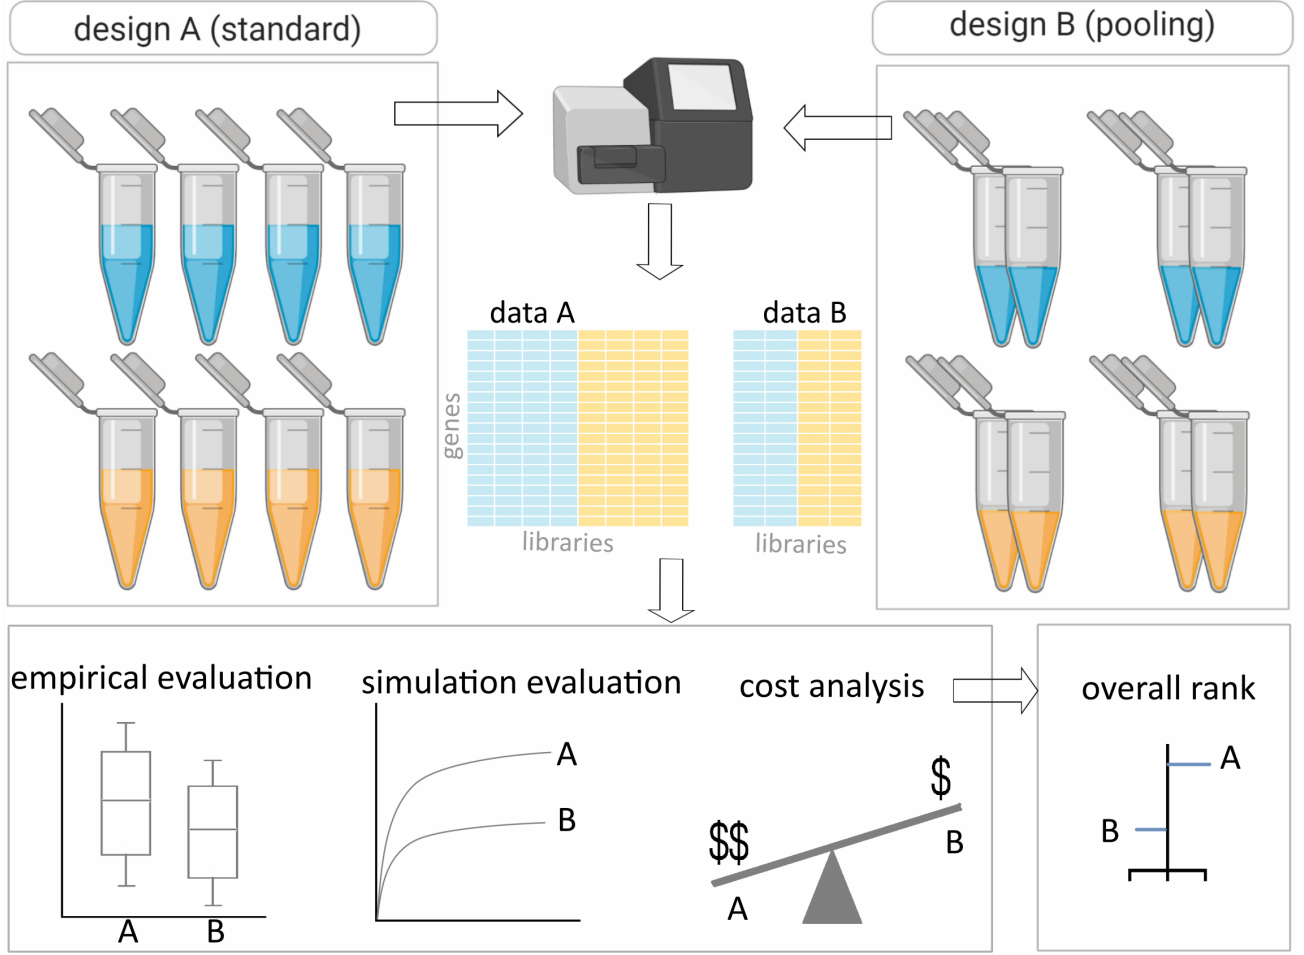 design A (standard)
design B (pooling)
data A
data B
genes
libraries
libraries
empirical evaluation
A
B
simulation evaluation
A
B
cost analysis
$$
$
A
B
overall rank
A
B